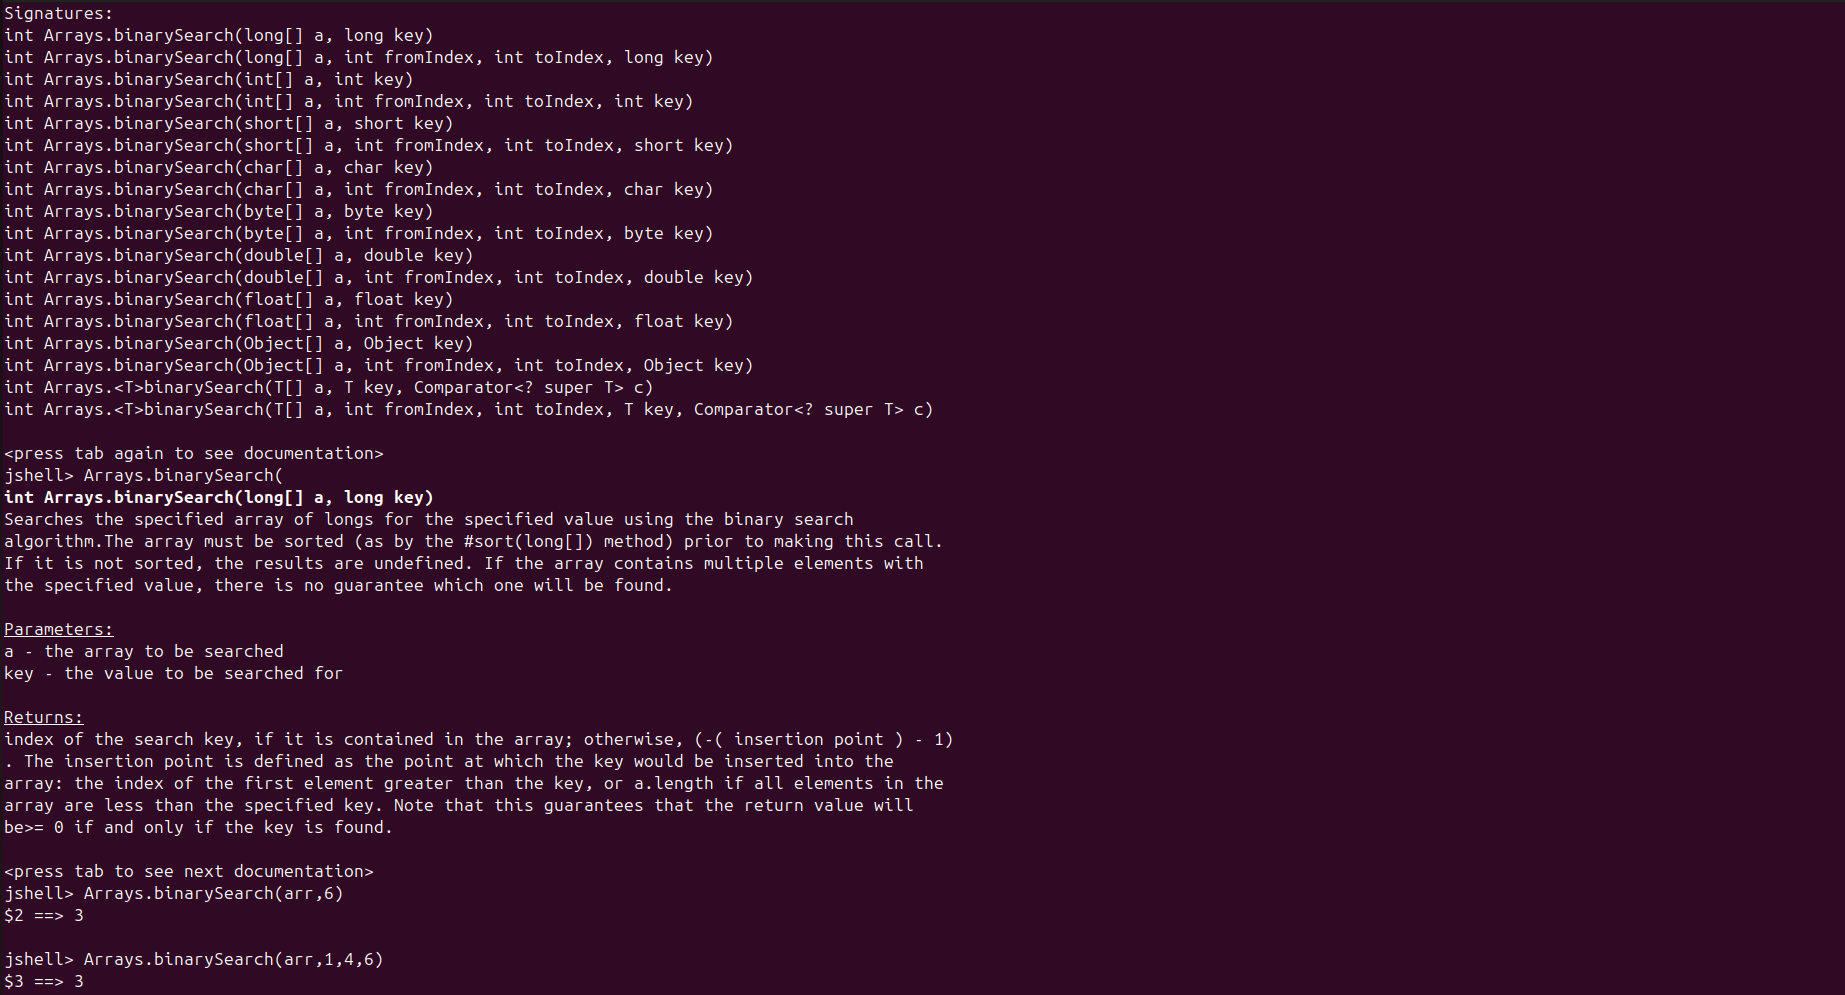 Signatures:
int Arrays.binarySearch(long[] a, long key)
int Arrays.binarySearch(long[] a, int fromIndex, int toIndex, long key)
int Arrays.binarySearch(int[] a, int key)
int Arrays.binarySearch(int[] a, int fromIndex, int toIndex, int key)
int Arrays.binarySearch(short[] a, short key)
int Arrays.binarySearch(short[] a, int fromIndex, int toIndex, short key)
int Arrays.binarySearch(char[] a, char key)
int Arrays.binarySearch(char[] a, int fromIndex, int toIndex, char key)
int Arrays.binarySearch(byte[] a, byte key)
int Arrays.binarySearch(byte[] a, int fromIndex, int toIndex, byte key)
int Arrays.binarySearch(double[] a, double key)
int Arrays.binarySearch(double[] a, int fromIndex, int toIndex, double key)
int Arrays.binarySearch(float[] a, float key)
int Arrays.binarySearch(float[] a, int fromIndex, int toIndex, float key)
int Arrays.binarySearch(Object[] a, Object key)
int Arrays.binarySearch(Object[] a, int fromIndex, int toIndex, Object key)
int Arrays.<T>binarySearch(T[] a, T key, Comparator<? super T> c)
int Arrays.<T>binarySearch(T[] a, int fromIndex, int toIndex, T key, Comparator<? super T> c)
<press tab again to see documentation>
jshell> Arrays.binarySearch(
int Arrays.binarySearch(long[] a, long key)
Searches the specified array of longs for the specified value using the binary search
algorithm.The array must be sorted (as by the #sort(long[]) method) prior to making this call.
If it is not sorted, the results are undefined. If the array contains multiple elements with
the specified value, there is no guarantee which one will be found.
Parameters:
a - the array to be searched
key - the value to be searched for
Returns:
index of the search key, if it is contained in the array; otherwise, (-( insertion point ) - 1)
. The insertion point is defined as the point at which the key would be inserted into the
array: the index of the first element greater than the key, or a.length if all elements in the
array are less than the specified key. Note that this guarantees that the return value will
be>= 0 if and only if the key is found.
<press tab to see next documentation>
jshell> Arrays.binarySearch(arr,6)
$2 ==> 3
jshell> Arrays.binarySearch(arr,1,4,6)
$3 ==> 3